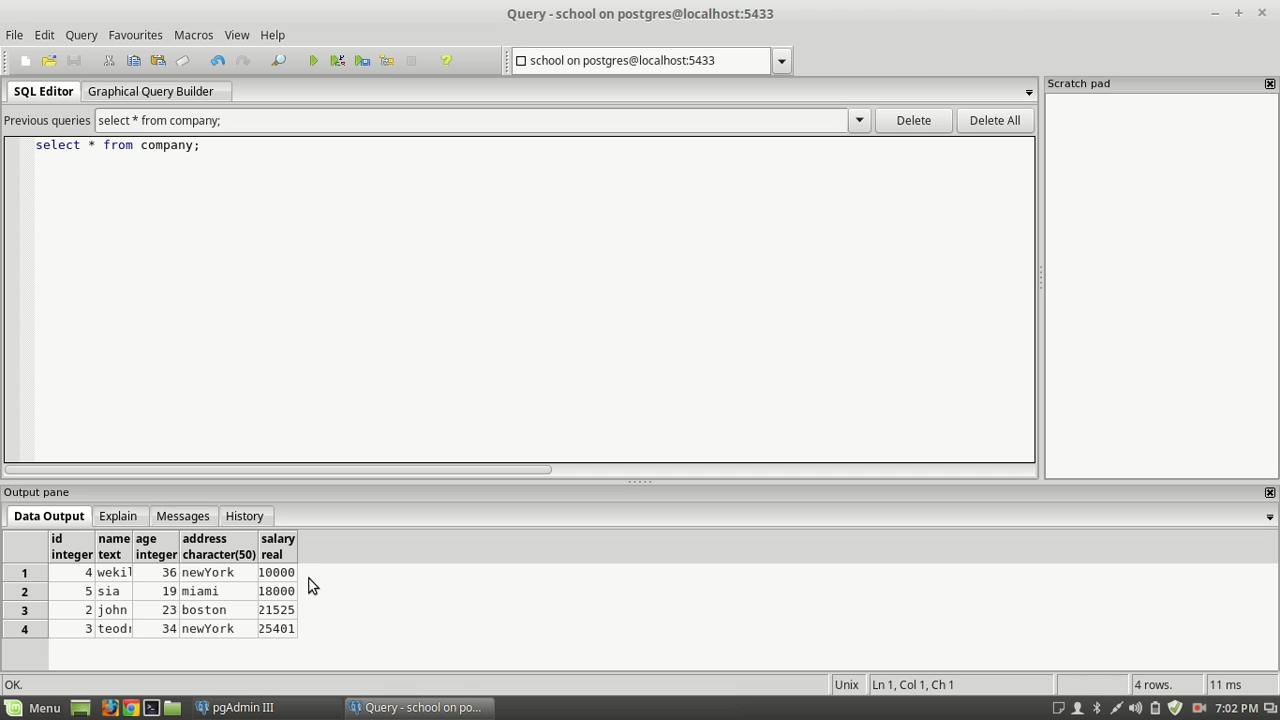 Query - school on postgres@localhost:5433
File Edit Query Favourites Macros View Help
school on postgres@localhost:5433
SQL Editor Graphical Query Builder
Scratch pad
Previous queries select * from company; Delete Delete All
select * from company;
Output pane
Data Output Explain Messages History
id name age address salary
integer text integer character(50) real
1 4 wekil 36 newYork 10000
2 5 sia 19 miami 18000
3 2 john 23 boston 21525
4 3 teodr 34 newYork 25401
OK. Unix Ln 1, Col 1, Ch 1 4 rows. 11 ms
Menu pgAdmin III Query - school on po... 7:02 PM